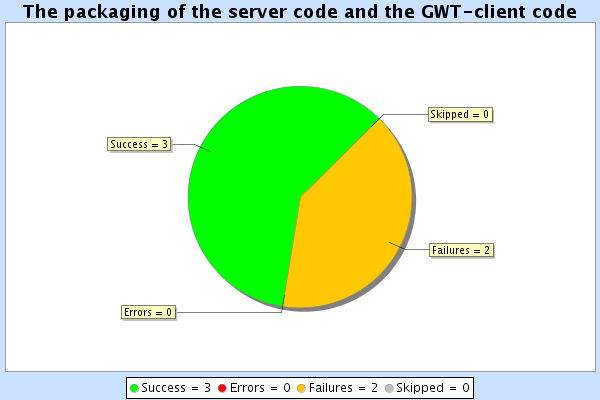 The packaging of the server code and the GWT-client code
Skipped = 0
Success = 3
Failures = 2
Errors = 0
Success = 3 Errors = 0 Failures = 2 Skipped = 0